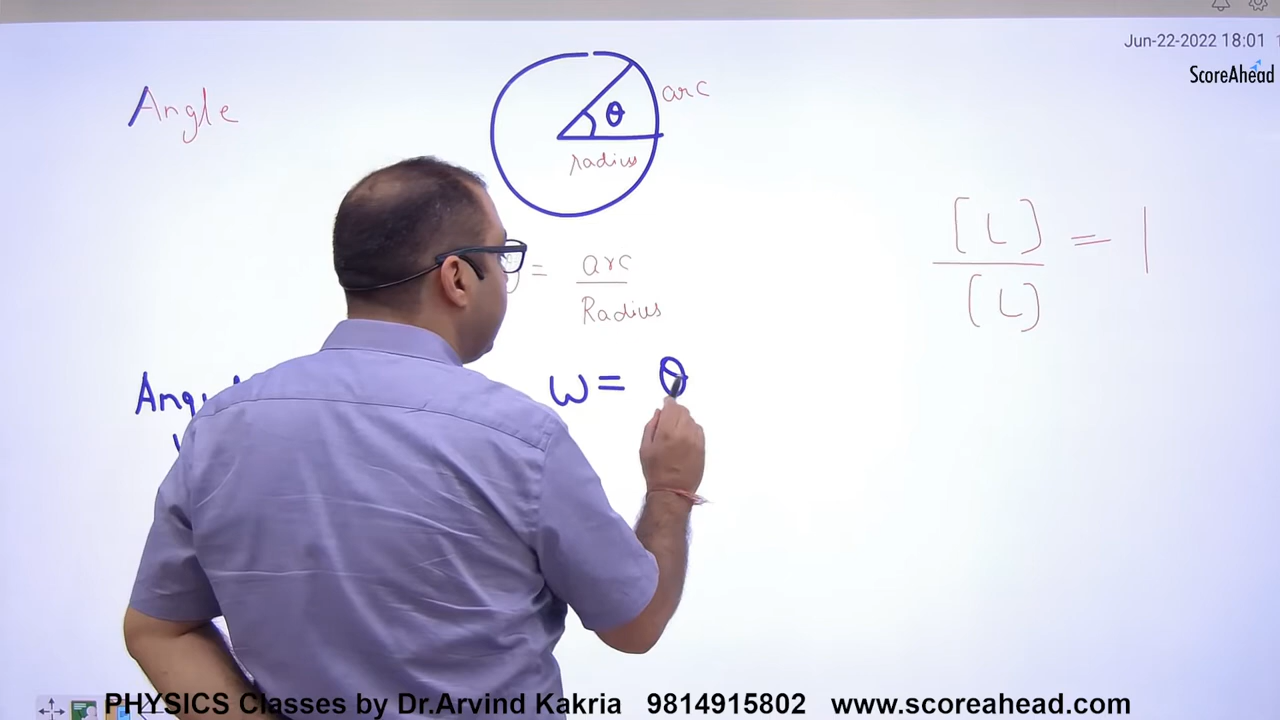 Jun-22-2022 18:01
ScoreAhead
Angle
arc
θ
radius
[L]
[L]
= 1
= arc
Radius
ω = θ
PHYSICS Classes by Dr.Arvind Kakria 9814915802 www.scoreahead.com